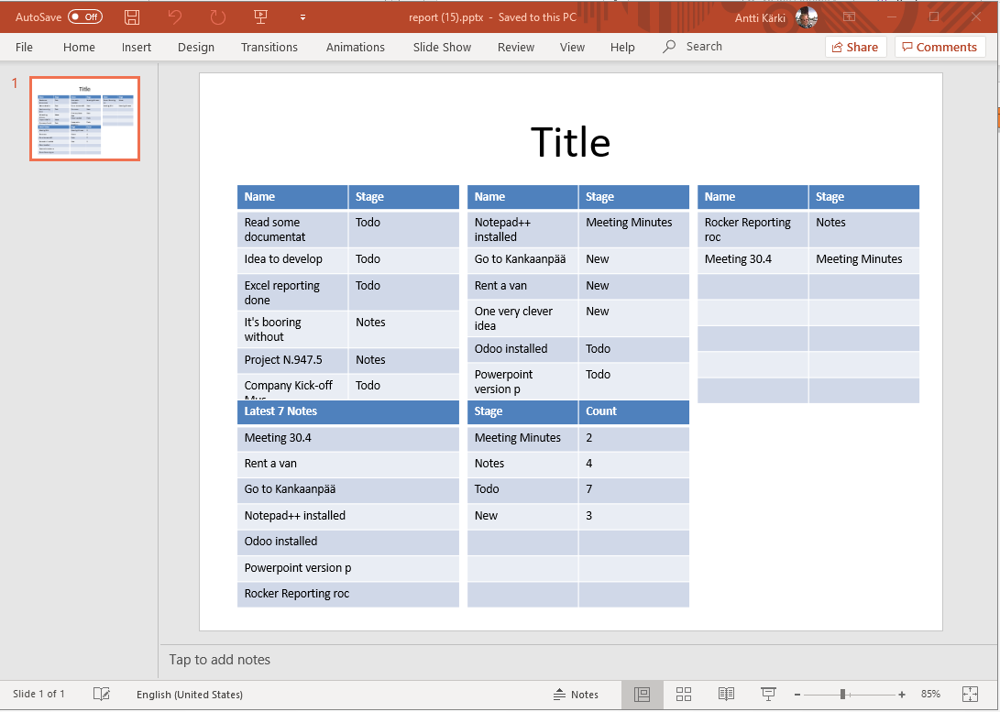 AutoSave Off report (15).pptx - Saved to this PC Antti Kärki
File Home Insert Design Transitions Animations Slide Show Review View Help Search Share Comments
1
Title
Name Stage
Read some Todo
documentat
Idea to develop Todo
Excel reporting Todo
done
It's booring Notes
without
Project N.947.5 Notes
Company Kick-off Todo
Name Stage
Notepad++ Meeting Minutes
installed
Go to Kankaanpää New
Rent a van New
One very clever New
idea
Odoo installed Todo
Powerpoint Todo
version p
Name Stage
Rocker Reporting Notes
roc
Meeting 30.4 Meeting Minutes
Latest 7 Notes
Meeting 30.4
Rent a van
Go to Kankaanpää
Notepad++ installed
Odoo installed
Powerpoint version p
Rocker Reporting roc
Stage Count
Meeting Minutes 2
Notes 4
Todo 7
New 3
Tap to add notes
Slide 1 of 1 English (United States) Notes 85%